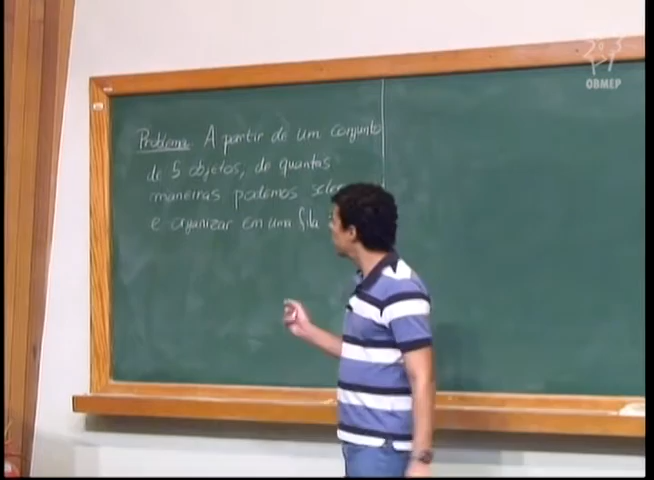 Problema. A partir de um conjunto
de 5 objetos, de quantas
maneiras podemos
e organizar em uma fila
OBMEP